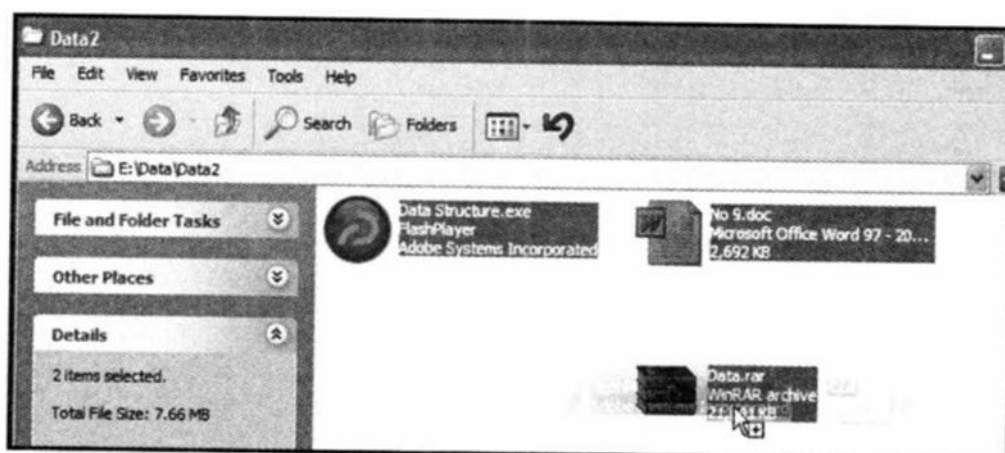 Data2
File Edit View Favorites Tools Help
Back Search Folders
Address E:\Data\Data2
File and Folder Tasks
Other Places
Details
2 items selected.
Total File Size: 7.66 MB
Data Structure.exe
FlashPlayer
Adobe Systems Incorporated
No 9.doc
Microsoft Office Word 97 - 20...
2,692 KB
Data.rar
WinRAR archive
KB